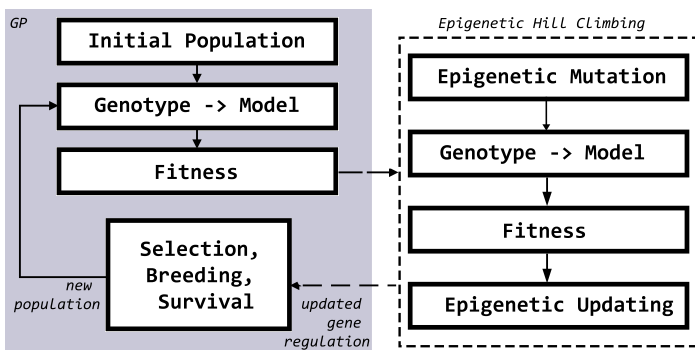 GP
Initial Population
Genotype -> Model
Fitness
Selection,
Breeding,
Survival
new
population
updated
gene
regulation
Epigenetic Hill Climbing
Epigenetic Mutation
Genotype -> Model
Fitness
Epigenetic Updating